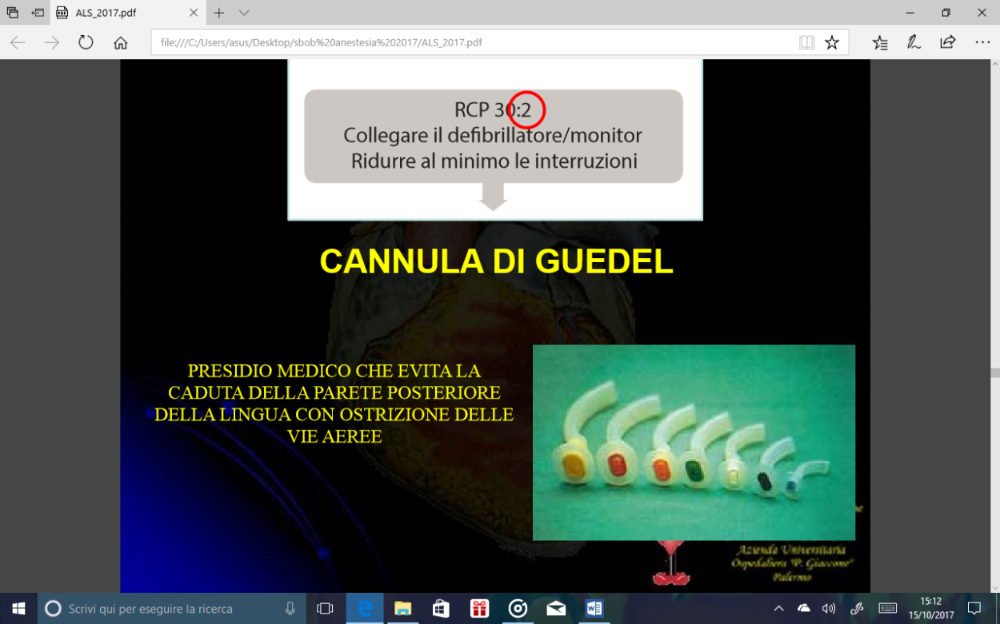 ALS_2017.pdf
file:///C:/Users/asus/Desktop/sbob%20anestesia%202017/ALS_2017.pdf
RCP 30:2
Collegare il defibrillatore/monitor
Ridurre al minimo le interruzioni
CANNULA DI GUEDEL
PRESIDIO MEDICO CHE EVITA LA
CADUTA DELLA PARETE POSTERIORE
DELLA LINGUA CON OSTRIZIONE DELLE
VIE AEREE
Azienda Universitaria
Ospedaliera "P. Giaccone"
Palermo
Scrivi qui per eseguire la ricerca
15:12
15/10/2017